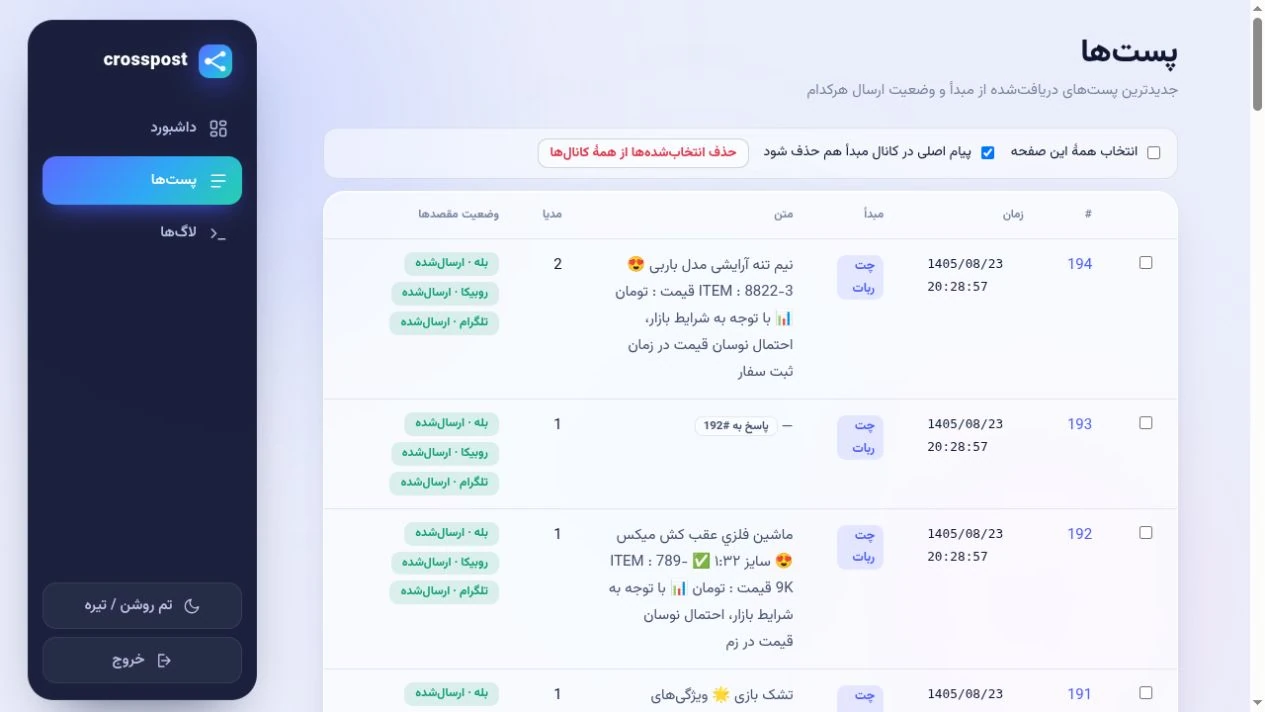 crosspost
داشبورد
پست‌ها
لاگ‌ها
تم روشن / تیره
خروج
پست‌ها
جدیدترین پست‌های دریافت‌شده از مبدأ و وضعیت ارسال هرکدام
انتخاب همهٔ این صفحه
پیام اصلی در کانال مبدأ هم حذف شود
حذف انتخاب‌شده‌ها از همهٔ کانال‌ها
# زمان مبدأ متن مدیا وضعیت مقصدها
194
1405/08/23
20:28:57
چت
ربات
نیم تنه آرایشی مدل باربی 😍
ITEM : 8822-3 قیمت : تومان
📊 با توجه به شرایط بازار،
احتمال نوسان قیمت در زمان
ثبت سفار
2
بله · ارسال‌شده
روبیکا · ارسال‌شده
تلگرام · ارسال‌شده
193
1405/08/23
20:28:57
چت
ربات
— پاسخ به #192
1
بله · ارسال‌شده
روبیکا · ارسال‌شده
تلگرام · ارسال‌شده
192
1405/08/23
20:28:57
چت
ربات
ماشین فلزي عقب کش میکس
😍 سایز ۱:۳۲ ✅ ITEM : 789-
9K قیمت : تومان 📊 با توجه به
شرایط بازار، احتمال نوسان
قیمت در زم
1
بله · ارسال‌شده
روبیکا · ارسال‌شده
تلگرام · ارسال‌شده
191
1405/08/23
چت
تشک بازی 🌟 ویژگی‌های
1
بله · ارسال‌شده